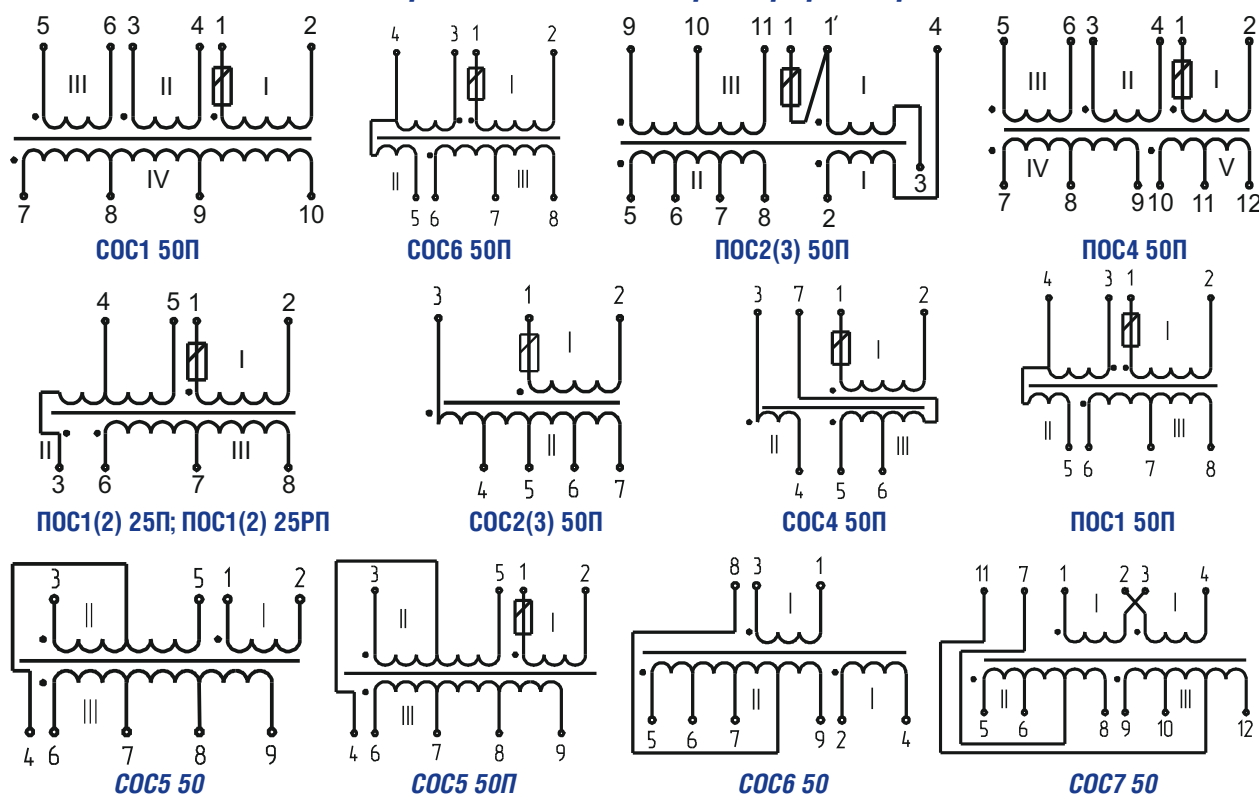 5 6 3 4 1 2
III II I
IV
7 8 9 10
СОС1 50П
4 3 1 2
I
II III
5 6 7 8
СОС6 50П
9 10 11 1 1′ 4
III I
II I 3
5 6 7 8 2
ПОС2(3) 50П
5 6 3 4 1 2
III II I
IV V
7 8 9 10 11 12
ПОС4 50П
4 5 1 2
I
II III
3 6 7 8
ПОС1(2) 25П; ПОС1(2) 25РП
3 1 2
I
II
4 5 6 7
СОС2(3) 50П
3 7 1 2
I
II III
4 5 6
СОС4 50П
4 3 1 2
I
II III
5 6 7 8
ПОС1 50П
3 5 1 2
II I
III
4 6 7 8 9
СОС5 50
3 5 1 2
II I
III
4 6 7 8 9
СОС5 50П
8 3 1
I
II I
5 6 7 9 2 4
СОС6 50
11 7 1 2 3 4
I I
II III
5 6 8 9 10 12
СОС7 50